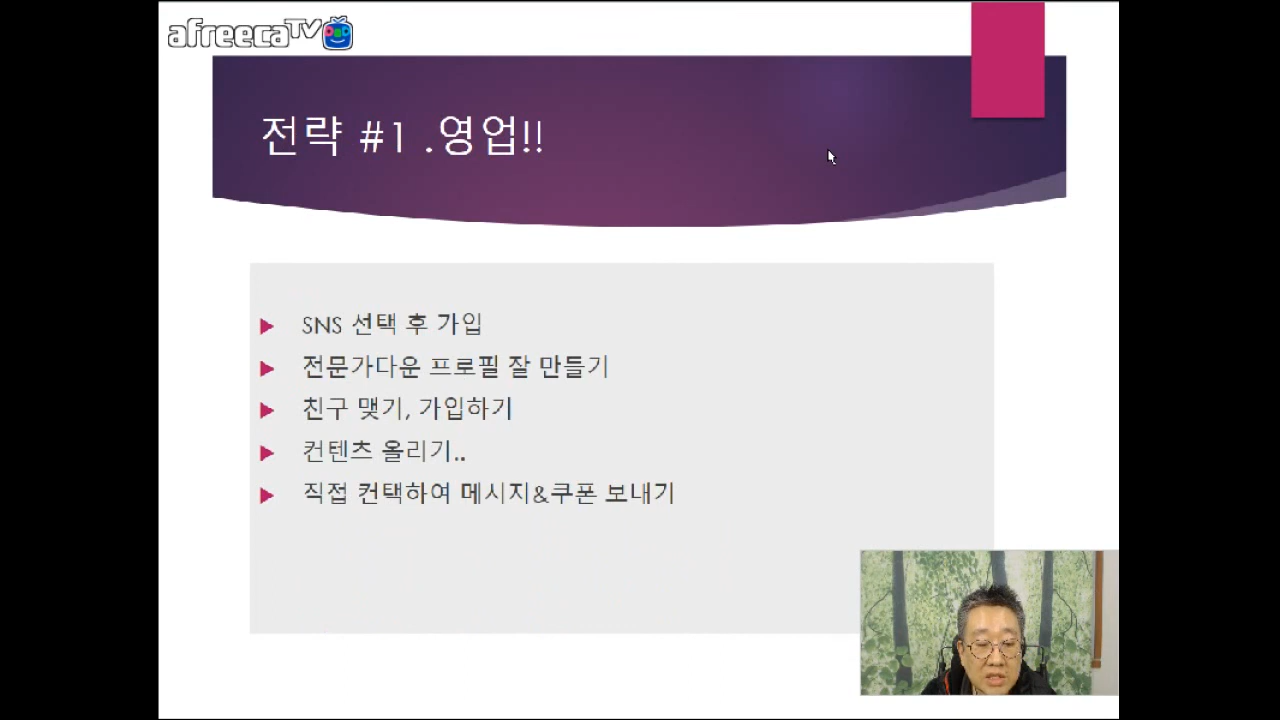 afreecaTV
전략 #1 .영업!!
SNS 선택 후 가입
전문가다운 프로필 잘 만들기
친구 맺기, 가입하기
컨텐츠 올리기..
직접 컨택하여 메시지&쿠폰 보내기